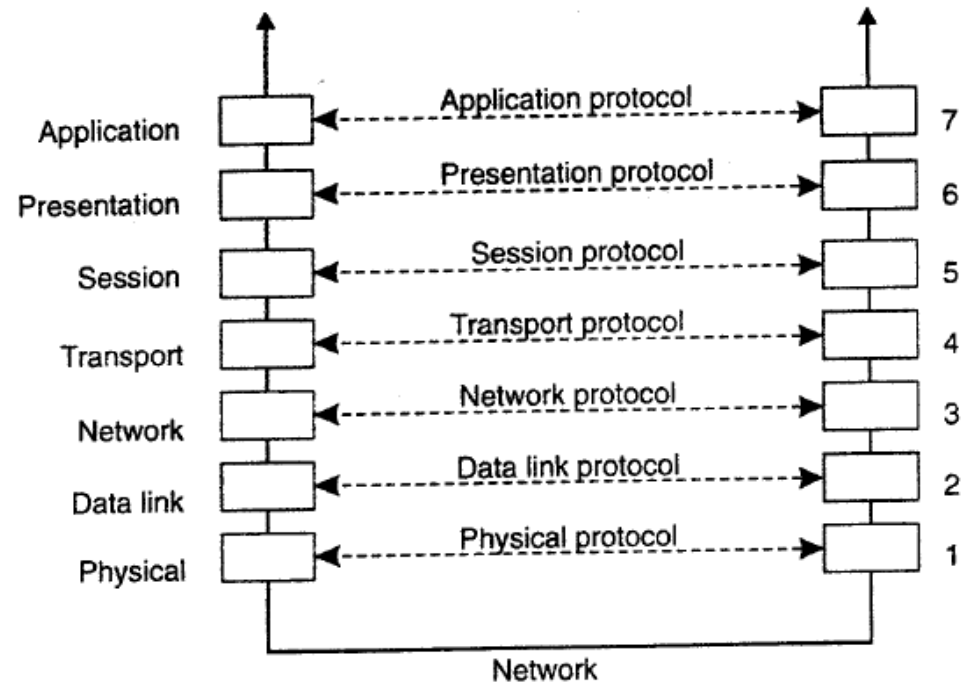 Application protocol
Application 7
Presentation protocol
Presentation 6
Session protocol
Session 5
Transport protocol
Transport 4
Network protocol
Network 3
Data link protocol
Data link 2
Physical protocol
Physical 1
Network